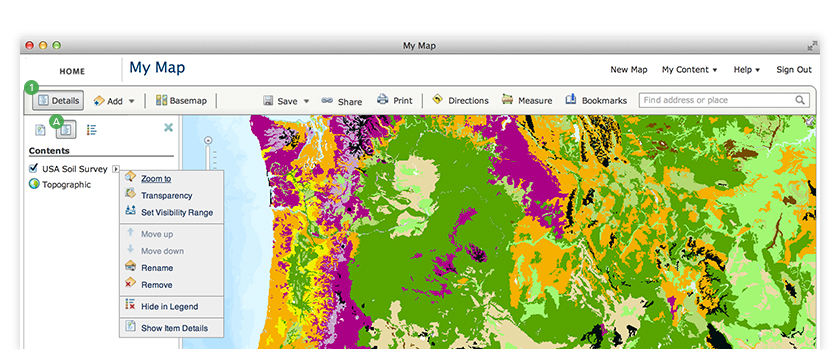 My Map
HOME
My Map
New Map
My Content
Help
Sign Out
1
Details
Add
Basemap
Save
Share
Print
Directions
Measure
Bookmarks
Find address or place
A
Contents
USA Soil Survey
Topographic
Zoom to
Transparency
Set Visibility Range
Move up
Move down
Rename
Remove
Hide in Legend
Show Item Details